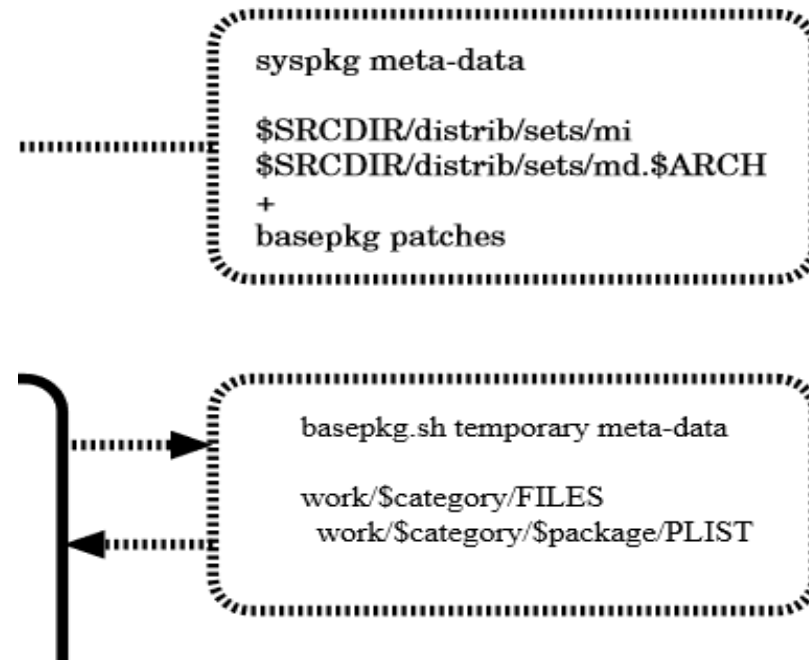 syspkg meta-data
$SRCDIR/distrib/sets/mi
$SRCDIR/distrib/sets/md.$ARCH
+
basepkg patches
basepkg.sh temporary meta-data
work/$category/FILES
work/$category/$package/PLIST